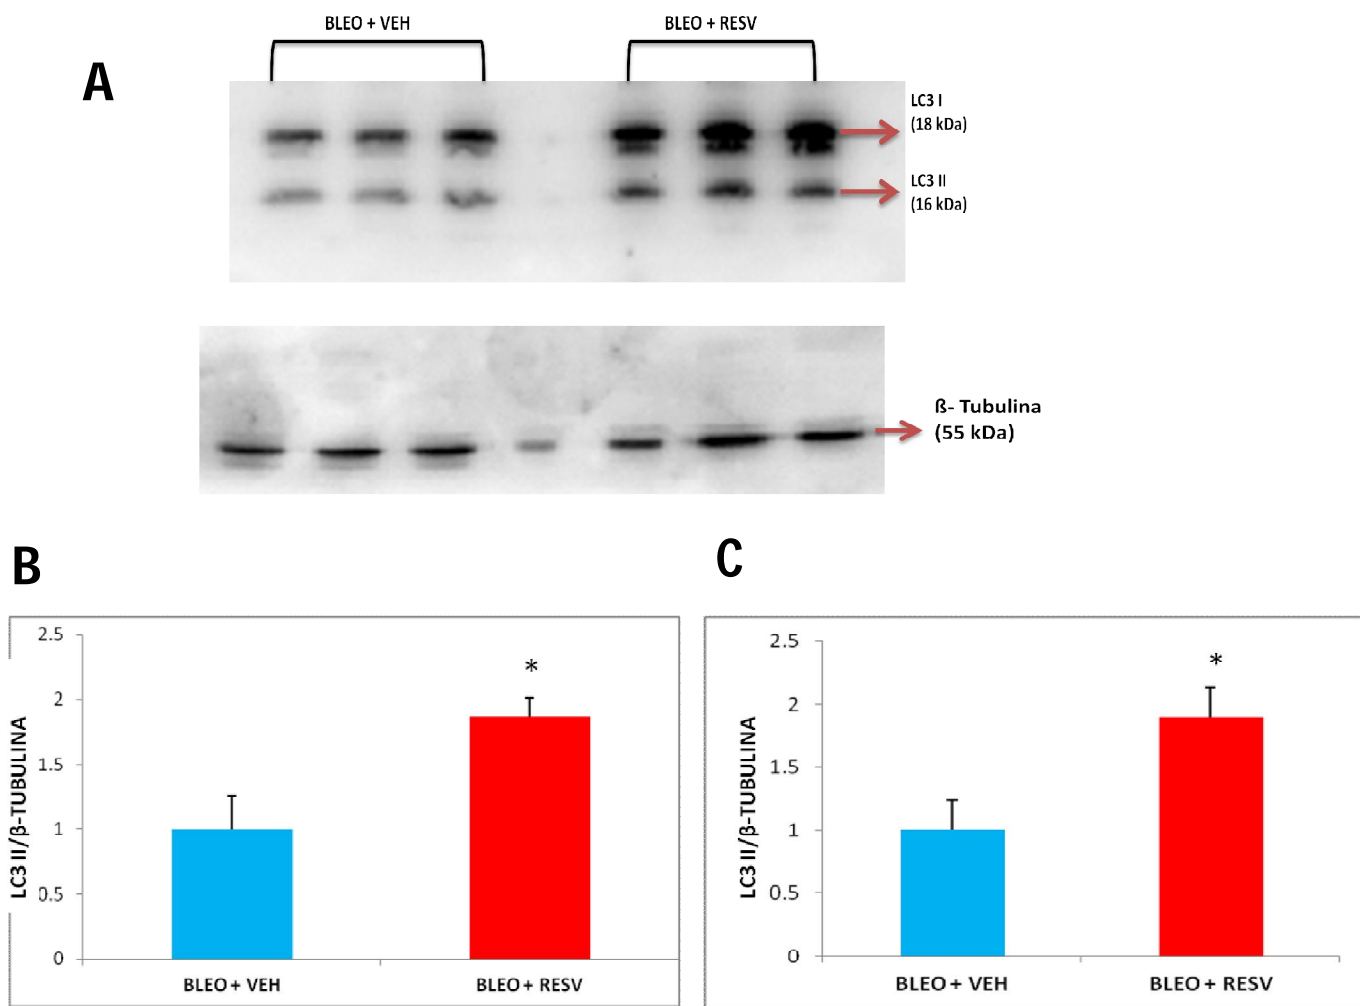 BLEO + VEH
BLEO + RESV
A
LC3 I
(18 kDa)
LC3 II
(16 kDa)
ß- Tubulina
(55 kDa)
B
C
LC3 II/β-TUBULINA
2.5
2
1.5
1
0.5
0
*
BLEO + VEH
BLEO + RESV
LC3 II/β-TUBULINA
2.5
2
1.5
1
0.5
0
*
BLEO + VEH
BLEO + RESV